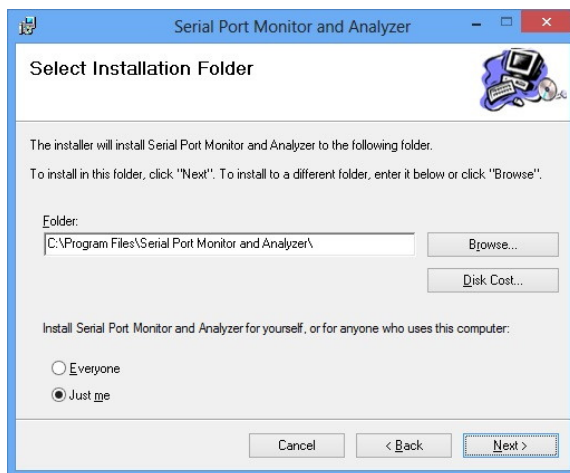 Serial Port Monitor and Analyzer
Select Installation Folder
The installer will install Serial Port Monitor and Analyzer to the following folder.
To install in this folder, click "Next". To install to a different folder, enter it below or click "Browse".
Folder:
C:\Program Files\Serial Port Monitor and Analyzer\
Browse...
Disk Cost...
Install Serial Port Monitor and Analyzer for yourself, or for anyone who uses this computer:
Everyone
Just me
Cancel
< Back
Next >